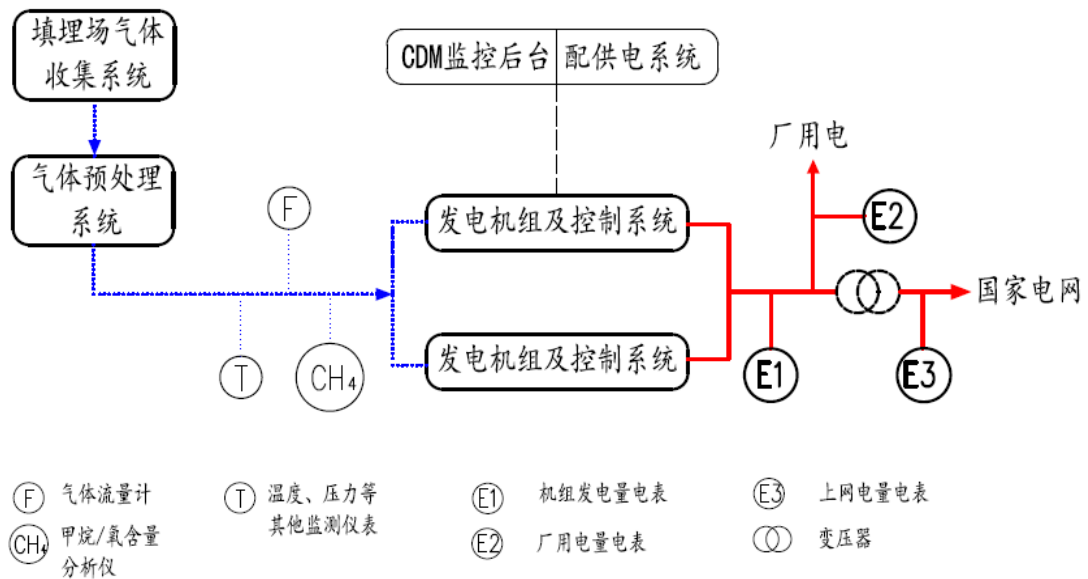 填埋场气体
收集系统
CDM监控后台
配供电系统
厂用电
气体预处理
系统
F
发电机组及控制系统
E2
国家电网
T
CH₄
发电机组及控制系统
E1
E3
F 气体流量计
T 温度、压力等
其他监测仪表
E1 机组发电量电表
E3 上网电量电表
CH₄ 甲烷/氧含量
分析仪
E2 厂用电量电表
变压器